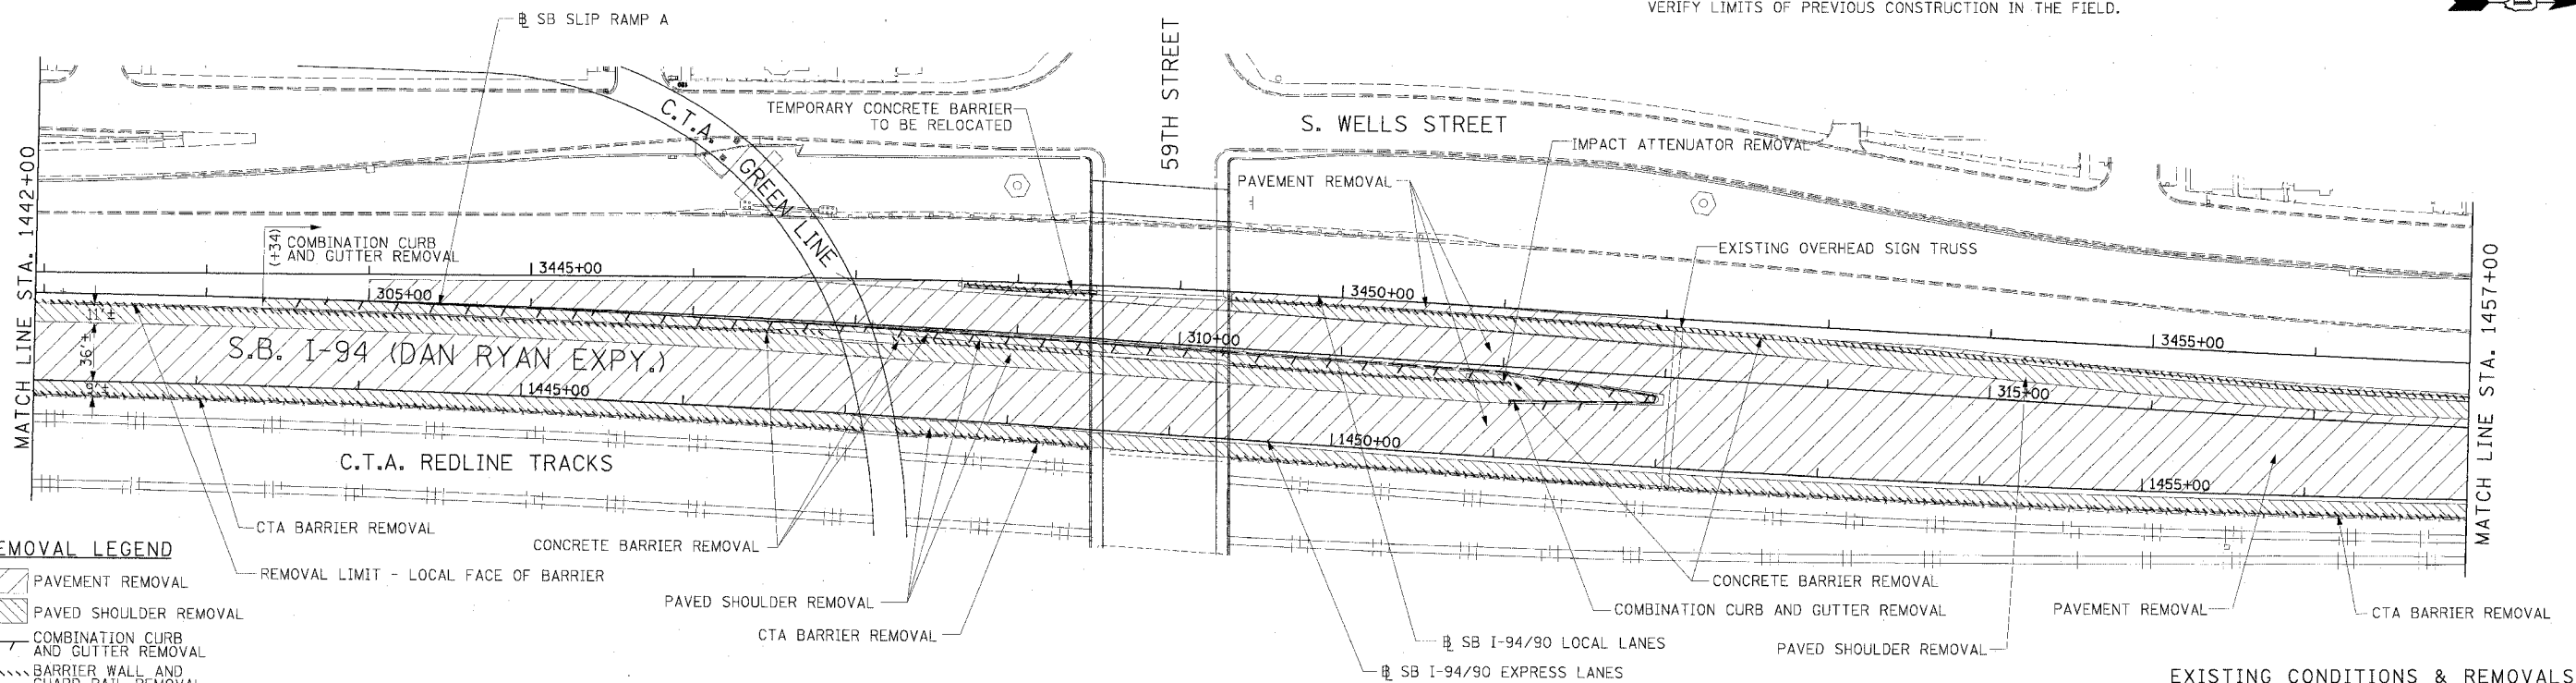 VERIFY LIMITS OF PREVIOUS CONSTRUCTION IN THE FIELD.
℄ SB SLIP RAMP A
59TH STREET
C.T.A. GREEN LINE
TEMPORARY CONCRETE BARRIER
TO BE RELOCATED
S. WELLS STREET
IMPACT ATTENUATOR REMOVAL
PAVEMENT REMOVAL
MATCH LINE STA. 1442+00
(+34)
COMBINATION CURB
AND GUTTER REMOVAL
EXISTING OVERHEAD SIGN TRUSS
MATCH LINE STA. 1457+00
3445+00
3450+00
3455+00
305+00
310+00
315+00
11'±
36'±
9'±
S.B. I-94 (DAN RYAN EXPY.)
1445+00
1450+00
1455+00
C.T.A. REDLINE TRACKS
CTA BARRIER REMOVAL
CONCRETE BARRIER REMOVAL
REMOVAL LIMIT - LOCAL FACE OF BARRIER
PAVED SHOULDER REMOVAL
CTA BARRIER REMOVAL
CONCRETE BARRIER REMOVAL
COMBINATION CURB AND GUTTER REMOVAL
PAVEMENT REMOVAL
CTA BARRIER REMOVAL
℄ SB I-94/90 LOCAL LANES
PAVED SHOULDER REMOVAL
℄ SB I-94/90 EXPRESS LANES
EMOVAL LEGEND
PAVEMENT REMOVAL
PAVED SHOULDER REMOVAL
COMBINATION CURB
AND GUTTER REMOVAL
BARRIER WALL AND
GUARD RAIL REMOVAL
EXISTING CONDITIONS & REMOVALS